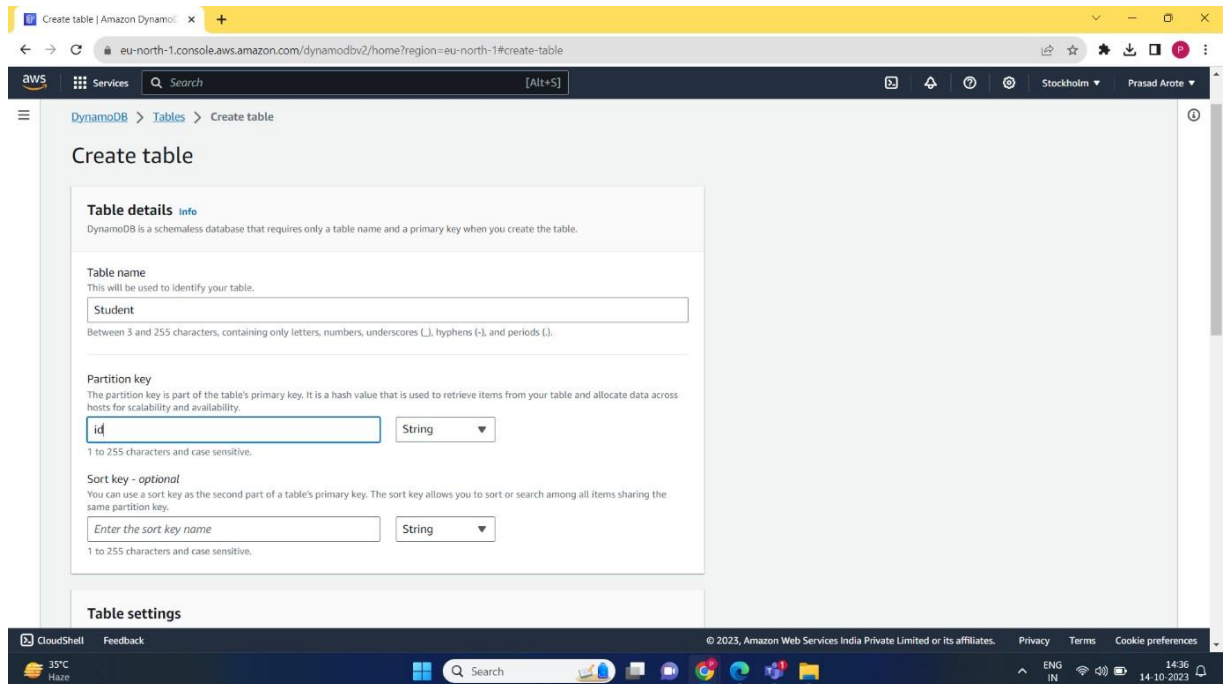 Create table | Amazon Dynamo
eu-north-1.console.aws.amazon.com/dynamodbv2/home?region=eu-north-1#create-table
P
aws
Services
Search
[Alt+S]
Stockholm
Prasad Arote
DynamoDB > Tables > Create table
Create table
Table details Info
DynamoDB is a schemaless database that requires only a table name and a primary key when you create the table.
Table name
This will be used to identify your table.
Student
Between 3 and 255 characters, containing only letters, numbers, underscores (_), hyphens (-), and periods (.).
Partition key
The partition key is part of the table's primary key. It is a hash value that is used to retrieve items from your table and allocate data across
hosts for scalability and availability.
id
String
1 to 255 characters and case sensitive.
Sort key - optional
You can use a sort key as the second part of a table's primary key. The sort key allows you to sort or search among all items sharing the
same partition key.
Enter the sort key name
String
1 to 255 characters and case sensitive.
Table settings
CloudShell
Feedback
© 2023, Amazon Web Services India Private Limited or its affiliates.
Privacy
Terms
Cookie preferences
35°C
Haze
Search
ENG
IN
14:36
14-10-2023